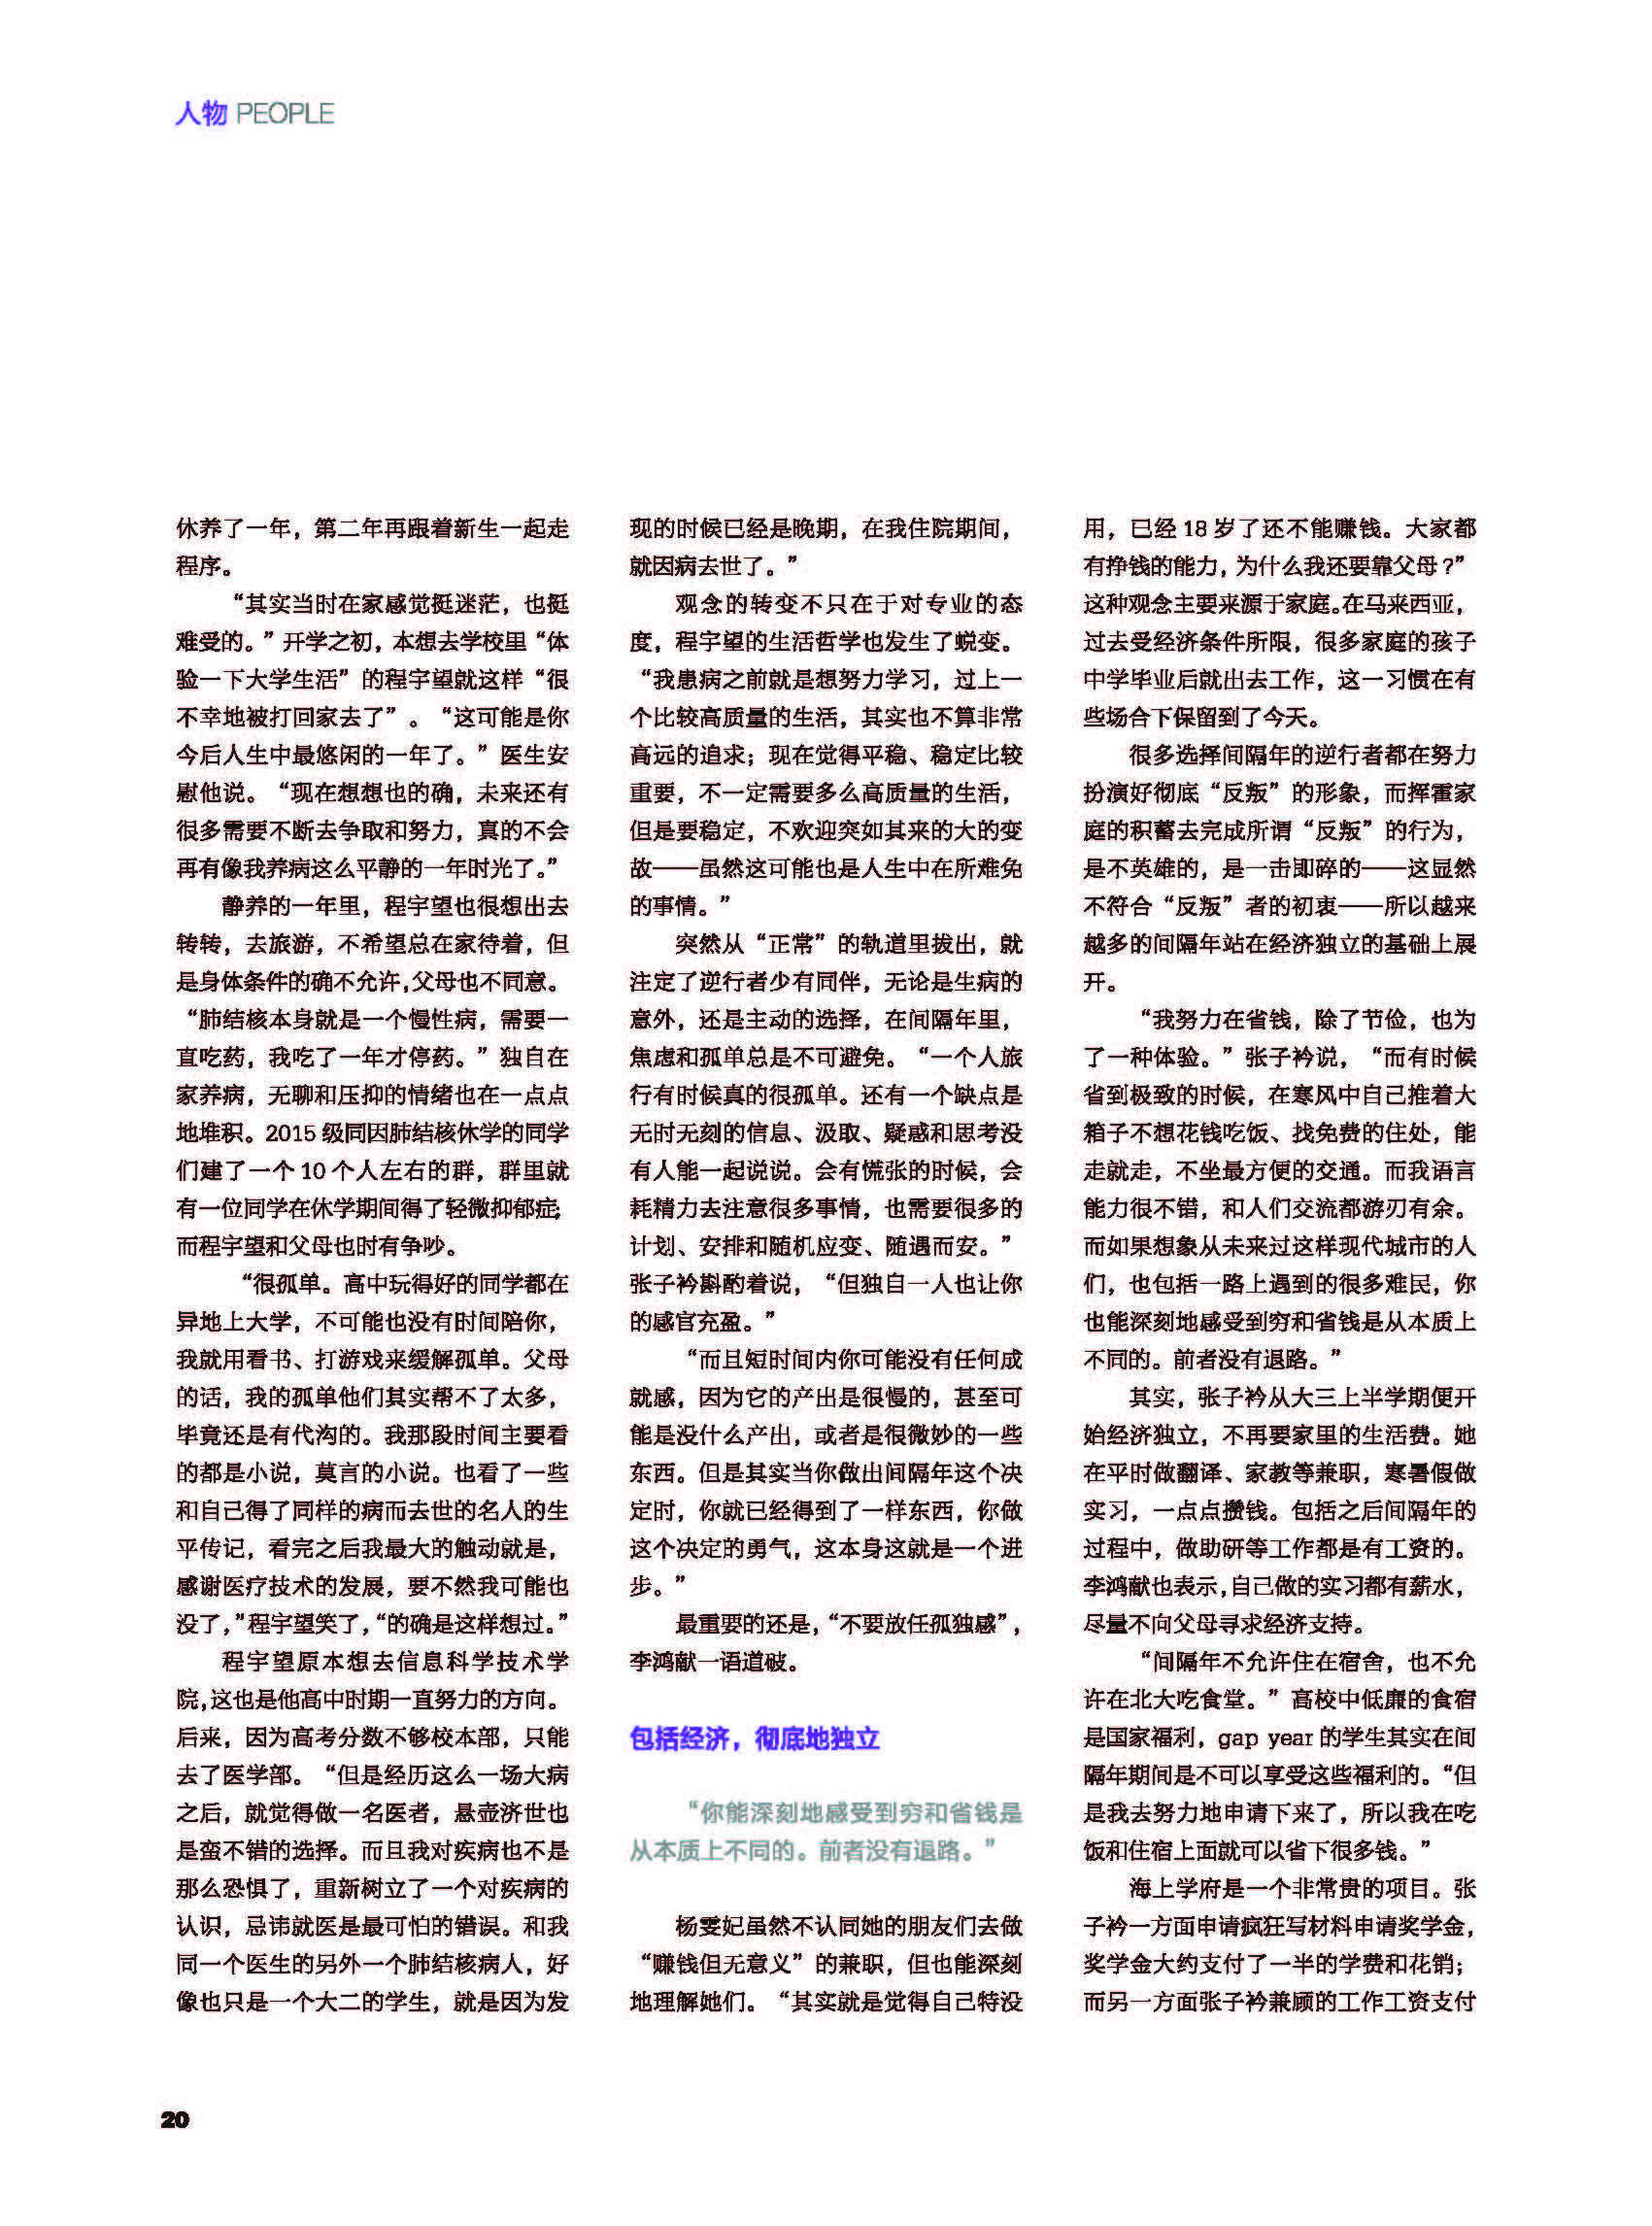 人物 PEOPLE
休养了一年，第二年再跟着新生一起走
程序。
“其实当时在家感觉挺迷茫，也挺
难受的。”开学之初，本想去学校里“体
验一下大学生活”的程宇望就这样“很
不幸地被打回家去了”。“这可能是你
今后人生中最悠闲的一年了。”医生安
慰他说。“现在想想也的确，未来还有
很多需要不断去争取和努力，真的不会
再有像我养病这么平静的一年时光了。”
静养的一年里，程宇望也很想出去
转转，去旅游，不希望总在家待着，但
是身体条件的确不允许，父母也不同意。
“肺结核本身就是一个慢性病，需要一
直吃药，我吃了一年才停药。”独自在
家养病，无聊和压抑的情绪也在一点点
地堆积。2015 级同因肺结核休学的同学
们建了一个 10 个人左右的群，群里就
有一位同学在休学期间得了轻微抑郁症；
而程宇望和父母也时有争吵。
“很孤单。高中玩得好的同学都在
异地上大学，不可能也没有时间陪你，
我就用看书、打游戏来缓解孤单。父母
的话，我的孤单他们其实帮不了太多，
毕竟还是有代沟的。我那段时间主要看
的都是小说，莫言的小说。也看了一些
和自己得了同样的病而去世的名人的生
平传记，看完之后我最大的触动就是，
感谢医疗技术的发展，要不然我可能也
没了，”程宇望笑了，“的确是这样想过。”
程宇望原本想去信息科学技术学
院，这也是他高中时期一直努力的方向。
后来，因为高考分数不够校本部，只能
去了医学部。“但是经历这么一场大病
之后，就觉得做一名医者，悬壶济世也
是蛮不错的选择。而且我对疾病也不是
那么恐惧了，重新树立了一个对疾病的
认识，忌讳就医是最可怕的错误。和我
同一个医生的另外一个肺结核病人，好
像也只是一个大二的学生，就是因为发
现的时候已经是晚期，在我住院期间，
就因病去世了。”
观念的转变不只在于对专业的态
度，程宇望的生活哲学也发生了蜕变。
“我患病之前就是想努力学习，过上一
个比较高质量的生活，其实也不算非常
高远的追求；现在觉得平稳、稳定比较
重要，不一定需要多么高质量的生活，
但是要稳定，不欢迎突如其来的大的变
故——虽然这可能也是人生中在所难免
的事情。”
突然从“正常”的轨道里拔出，就
注定了逆行者少有同伴，无论是生病的
意外，还是主动的选择，在间隔年里，
焦虑和孤单总是不可避免。“一个人旅
行有时候真的很孤单。还有一个缺点是
无时无刻的信息、汲取、疑惑和思考没
有人能一起说说。会有慌张的时候，会
耗精力去注意很多事情，也需要很多的
计划、安排和随机应变、随遇而安。”
张子衿斟酌着说，“但独自一人也让你
的感官充盈。”
“而且短时间内你可能没有任何成
就感，因为它的产出是很慢的，甚至可
能是没什么产出，或者是很微妙的一些
东西。但是其实当你做出间隔年这个决
定时，你就已经得到了一样东西，你做
这个决定的勇气，这本身这就是一个进
步。”
最重要的还是，“不要放任孤独感”，
李鸿献一语道破。
包括经济，彻底地独立
“你能深刻地感受到穷和省钱是
从本质上不同的。前者没有退路。”
杨雯妃虽然不认同她的朋友们去做
“赚钱但无意义”的兼职，但也能深刻
地理解她们。“其实就是觉得自己特没
用，已经 18 岁了还不能赚钱。大家都
有挣钱的能力，为什么我还要靠父母？”
这种观念主要来源于家庭。在马来西亚，
过去受经济条件所限，很多家庭的孩子
中学毕业后就出去工作，这一习惯在有
些场合下保留到了今天。
很多选择间隔年的逆行者都在努力
扮演好彻底“反叛”的形象，而挥霍家
庭的积蓄去完成所谓“反叛”的行为，
是不英雄的，是一击即碎的——这显然
不符合“反叛”者的初衷——所以越来
越多的间隔年站在经济独立的基础上展
开。
“我努力在省钱，除了节俭，也为
了一种体验。”张子衿说，“而有时候
省到极致的时候，在寒风中自己推着大
箱子不想花钱吃饭、找免费的住处，能
走就走，不坐最方便的交通。而我语言
能力很不错，和人们交流都游刃有余。
而如果想象从未来过这样现代城市的人
们，也包括一路上遇到的很多难民，你
也能深刻地感受到穷和省钱是从本质上
不同的。前者没有退路。”
其实，张子衿从大三上半学期便开
始经济独立，不再要家里的生活费。她
在平时做翻译、家教等兼职，寒暑假做
实习，一点点攒钱。包括之后间隔年的
过程中，做助研等工作都是有工资的。
李鸿献也表示，自己做的实习都有薪水，
尽量不向父母寻求经济支持。
“间隔年不允许住在宿舍，也不允
许在北大吃食堂。”高校中低廉的食宿
是国家福利，gap year 的学生其实在间
隔年期间是不可以享受这些福利的。“但
是我去努力地申请下来了，所以我在吃
饭和住宿上面就可以省下很多钱。”
海上学府是一个非常贵的项目。张
子衿一方面申请疯狂写材料申请奖学金，
奖学金大约支付了一半的学费和花销；
而另一方面张子衿兼顾的工作工资支付
20